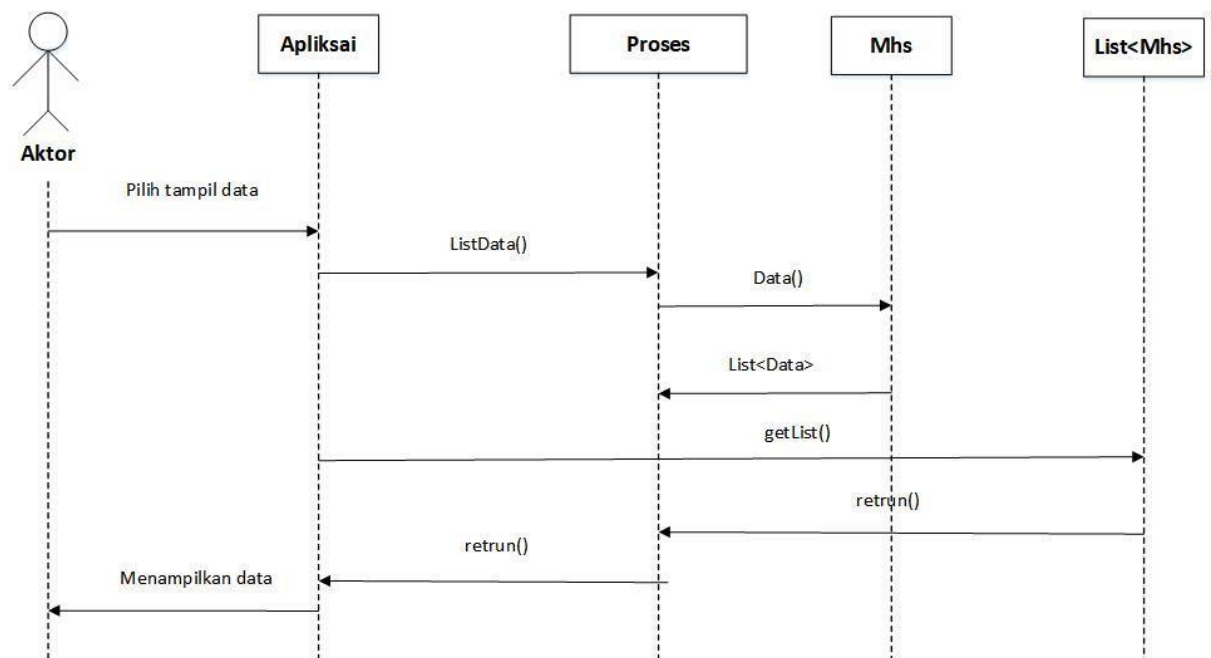 Apliksai
Proses
Mhs
List<Mhs>
Aktor
Pilih tampil data
ListData()
Data()
List<Data>
getList()
retrun()
retrun()
Menampilkan data